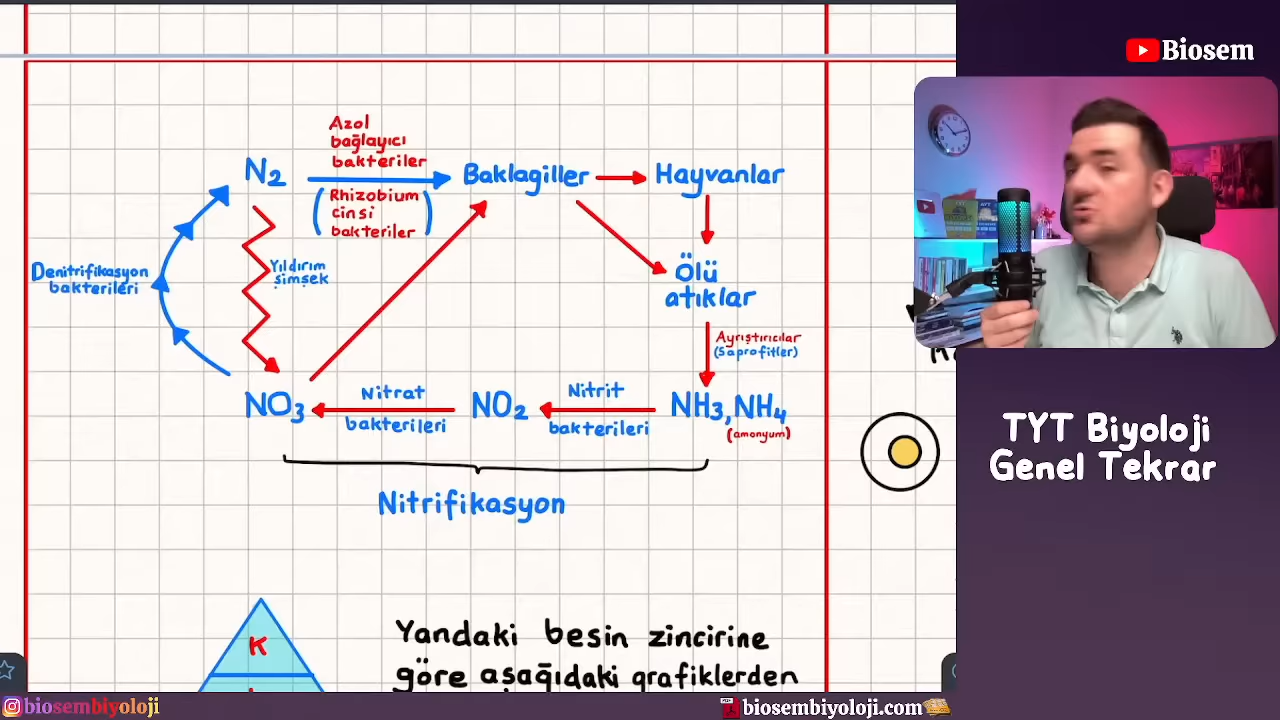 Biosem
Azol
bağlayıcı
bakteriler
N2
Baklagiller
Hayvanlar
(Rhizobium
cinsi
bakteriler)
Denitrifikasyon
bakterileri
Yıldırım
şimşek
Ölü
atıklar
Ayrıştırıcılar
(Saprofitler)
NO3
Nitrat
bakterileri
NO2
Nitrit
bakterileri
NH3,NH4
(amonyum)
Nitrifikasyon
TYT Biyoloji
Genel Tekrar
K
Yandaki besin zincirine
göre aşağıdaki grafiklerden
biosembiyoloji
biosembiyoloji.com